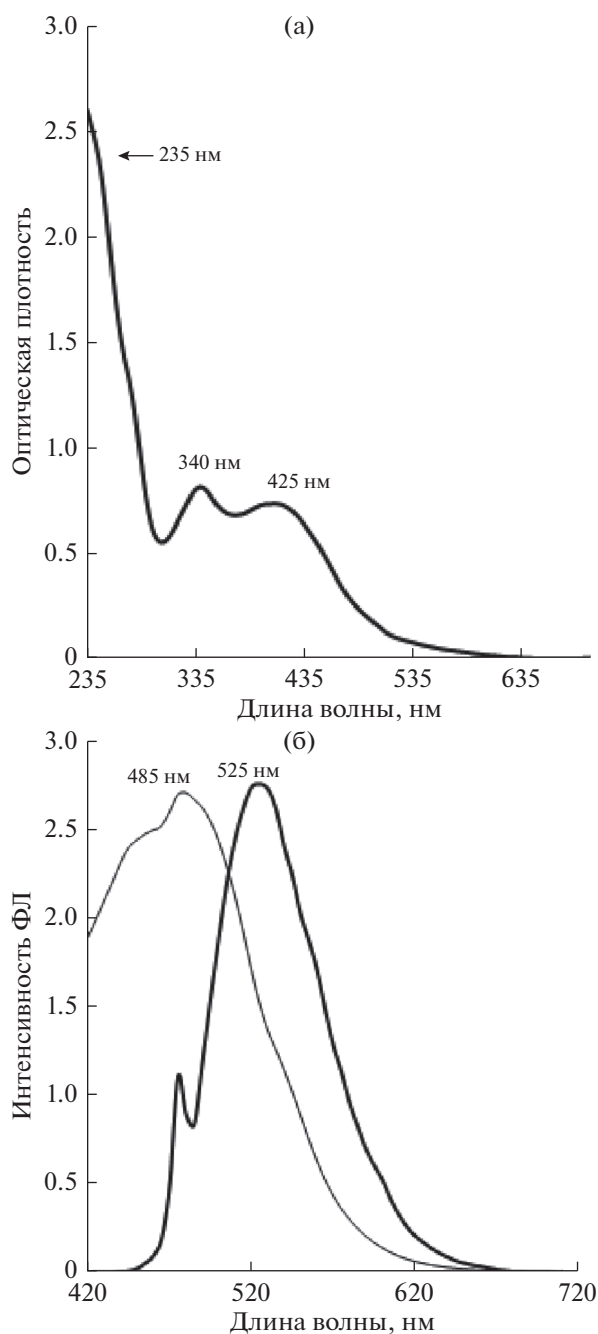 (а)
3.0
2.5
2.0
1.5
1.0
0.5
0
Оптическая плотность
235 нм
340 нм
425 нм
235
335
435
535
635
Длина волны, нм
(б)
3.0
2.5
2.0
1.5
1.0
0.5
0
Интенсивность ФЛ
485 нм
525 нм
420
520
620
720
Длина волны, нм